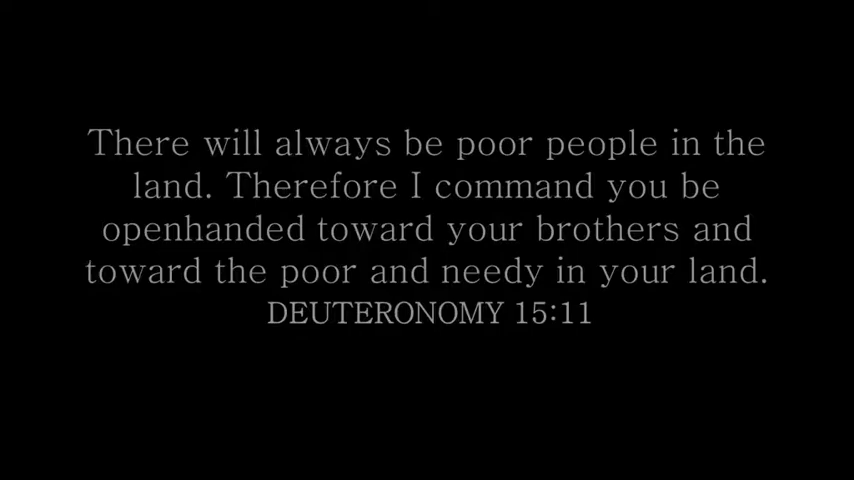 There will always be poor people in the
land. Therefore I command you be
openhanded toward your brothers and
toward the poor and needy in your land.
DEUTERONOMY 15:11